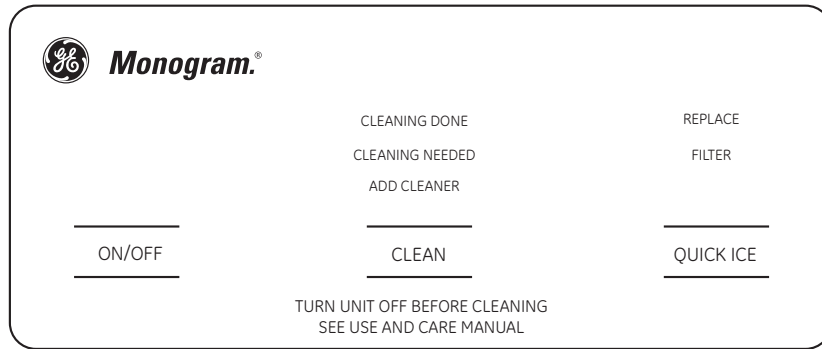 GE Monogram.®
CLEANING DONE
CLEANING NEEDED
ADD CLEANER
REPLACE
FILTER
ON/OFF
CLEAN
QUICK ICE
TURN UNIT OFF BEFORE CLEANING
SEE USE AND CARE MANUAL